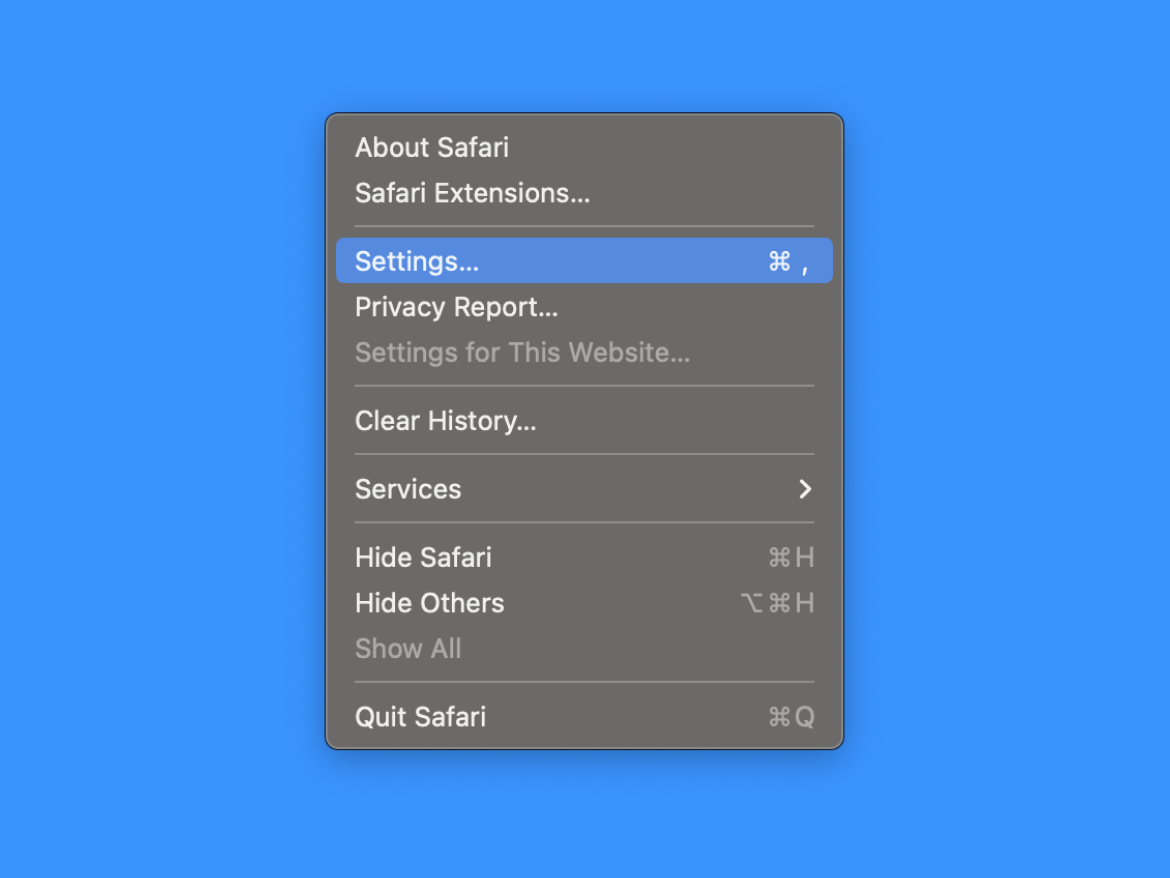 About Safari
Safari Extensions...
Settings... ⌘ ,
Privacy Report...
Settings for This Website...
Clear History...
Services
Hide Safari ⌘H
Hide Others ⌥⌘H
Show All
Quit Safari ⌘Q